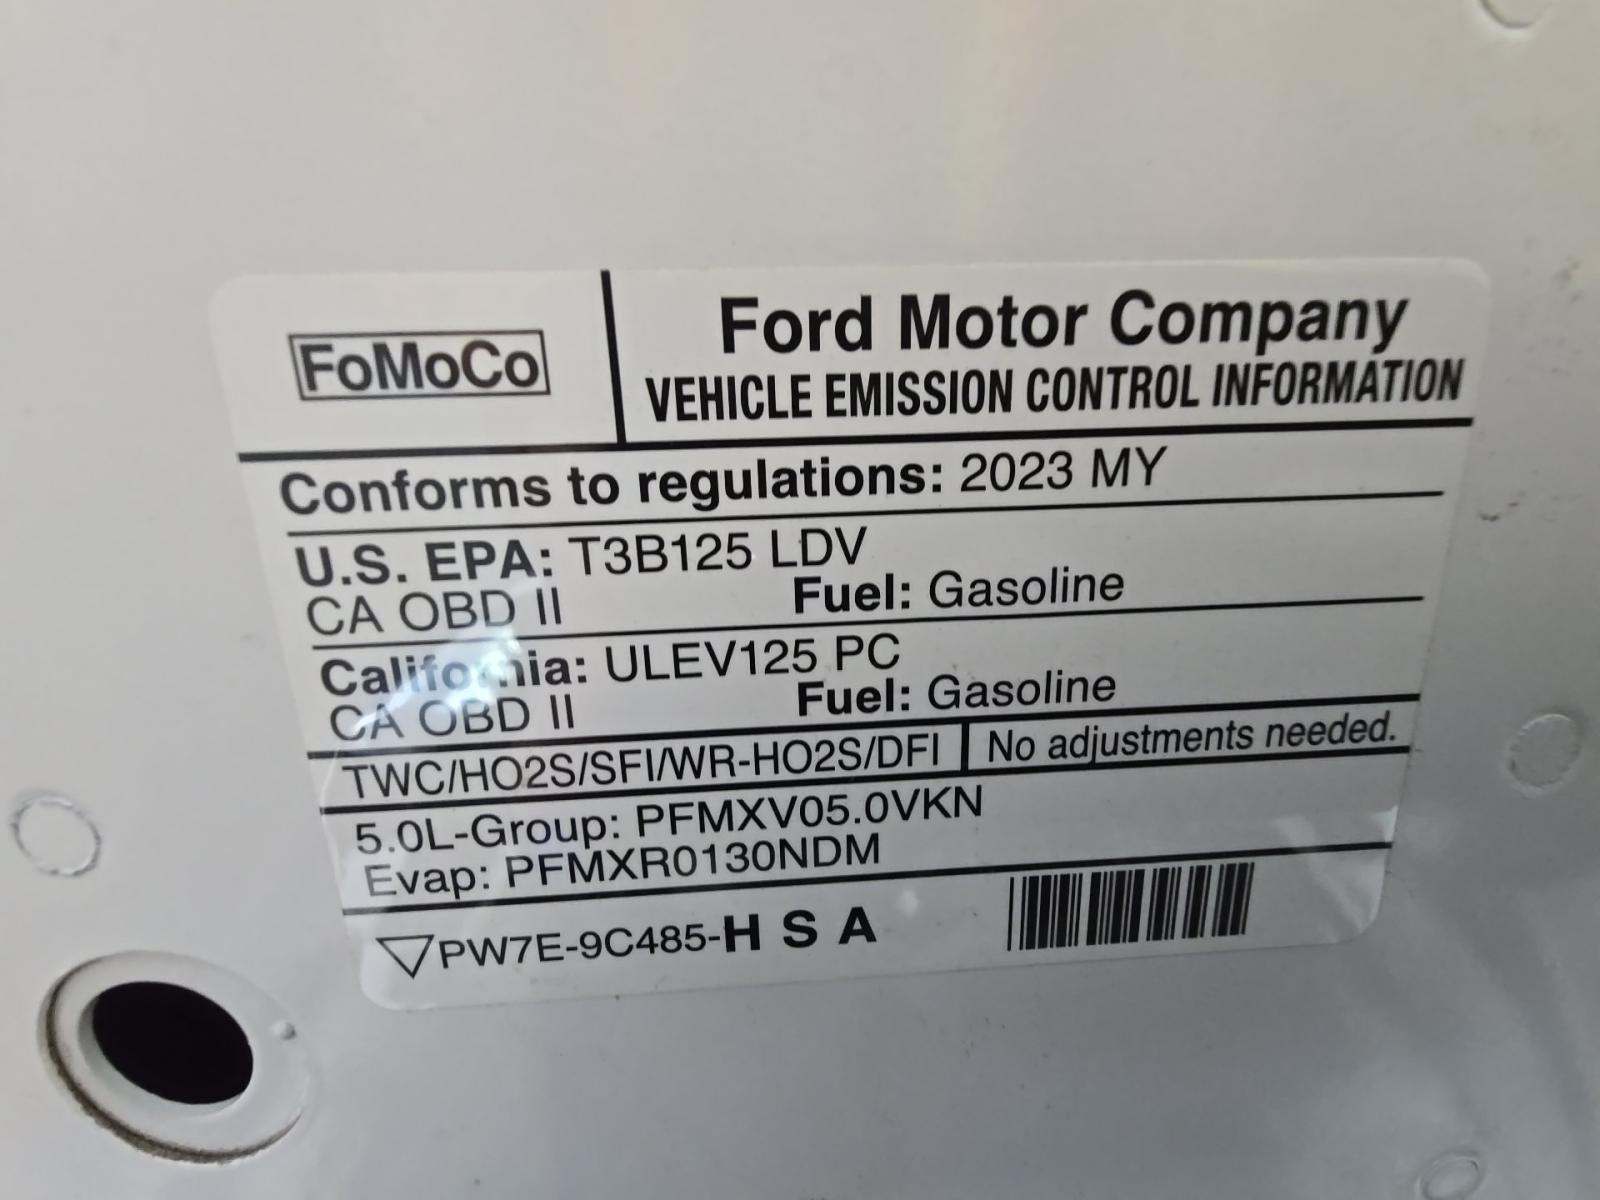 FoMoCo
Ford Motor Company
VEHICLE EMISSION CONTROL INFORMATION
Conforms to regulations: 2023 MY
U.S. EPA: T3B125 LDV
CA OBD II Fuel: Gasoline
California: ULEV125 PC
CA OBD II Fuel: Gasoline
TWC/HO2S/SFI/WR-HO2S/DFI No adjustments needed.
5.0L-Group: PFMXV05.0VKN
Evap: PFMXR0130NDM
PW7E-9C485-H S A